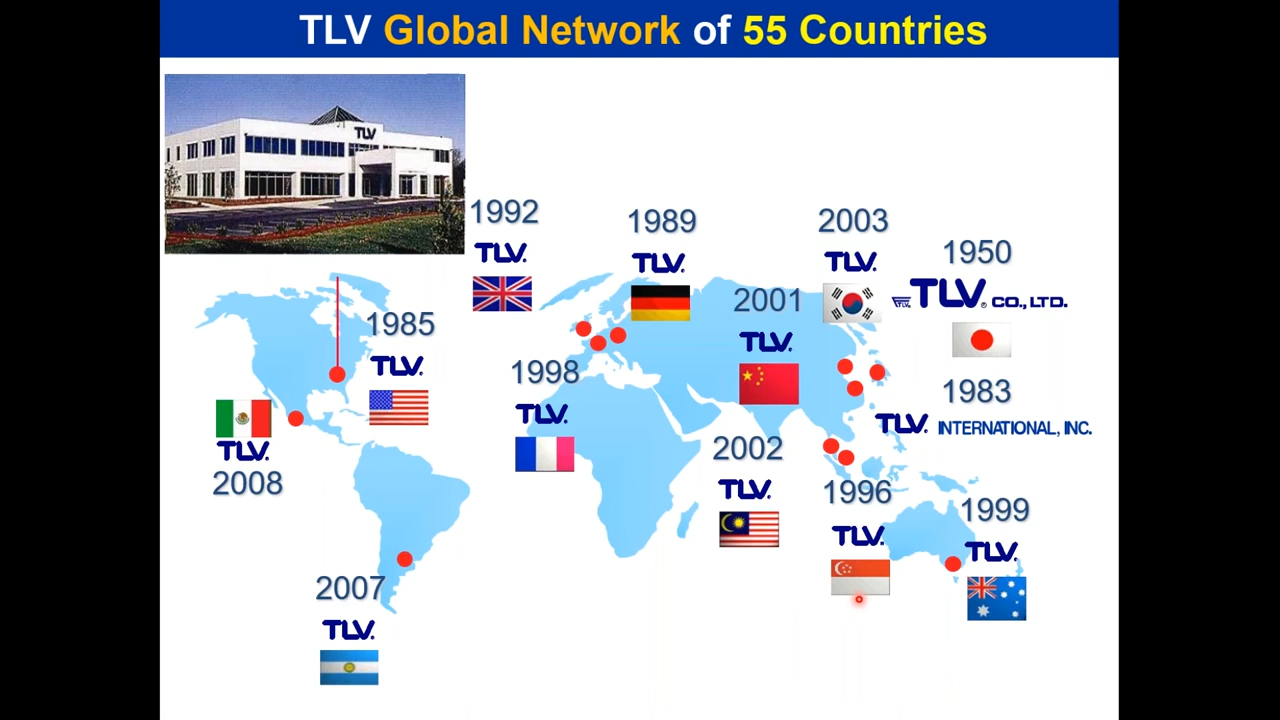 TLV Global Network of 55 Countries
TLV
1992
TLV.
1989
TLV.
2003
TLV.
1950
TLV® CO., LTD.
2001
TLV.
1985
TLV.
1998
TLV.
1983
TLV. INTERNATIONAL, INC.
TLV.
2008
2002
TLV.
1996
TLV.
1999
TLV.
2007
TLV.